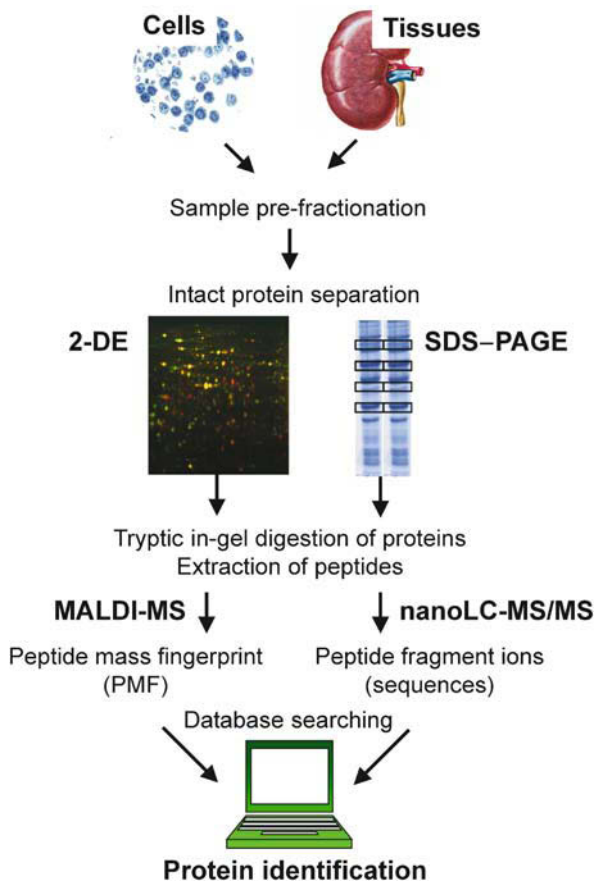 Cells
Tissues
Sample pre-fractionation
Intact protein separation
2-DE
SDS–PAGE
Tryptic in-gel digestion of proteins
Extraction of peptides
MALDI-MS
nanoLC-MS/MS
Peptide mass fingerprint
(PMF)
Peptide fragment ions
(sequences)
Database searching
Protein identification